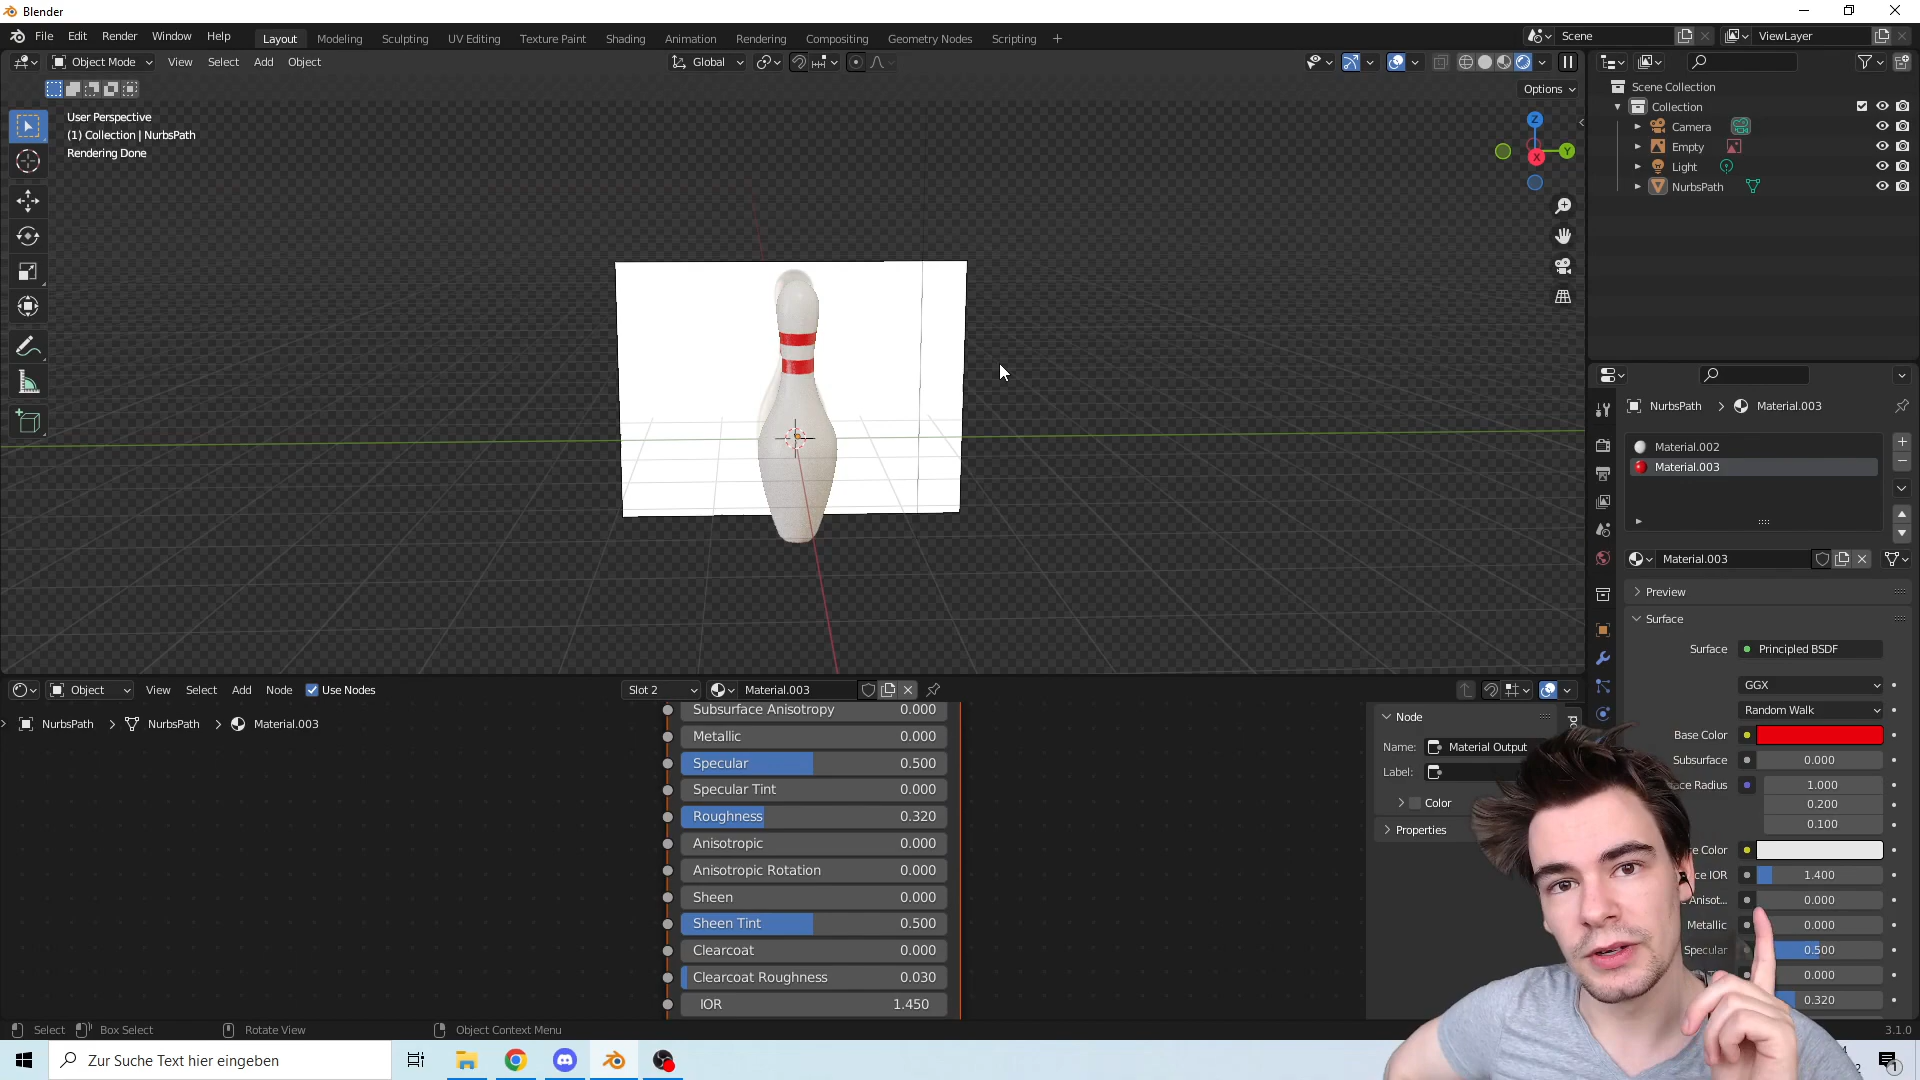 Blender
File Edit Render Window Help
Layout Modeling Sculpting UV Editing Texture Paint Shading Animation Rendering Compositing Geometry Nodes Scripting +
Scene ViewLayer
Object Mode View Select Add Object Global
Options
User Perspective
(1) Collection | NurbsPath
Rendering Done
Z
Y
X
Scene Collection
Collection
Camera
Empty
Light
NurbsPath
NurbsPath > Material.003
Material.002
Material.003
Material.003
Preview
Surface
Surface Principled BSDF
GGX
Random Walk
Base Color
Subsurface 0.000
ace Radius 1.000
0.200
0.100
ce Color
ce IOR 1.400
Anisot... 0.000
Metallic 0.000
Specular 0.500
0.000
0.320
Object View Select Add Node Use Nodes Slot 2 Material.003
NurbsPath > NurbsPath > Material.003
Subsurface Anisotropy 0.000
Metallic 0.000
Specular 0.500
Specular Tint 0.000
Roughness 0.320
Anisotropic 0.000
Anisotropic Rotation 0.000
Sheen 0.000
Sheen Tint 0.500
Clearcoat 0.000
Clearcoat Roughness 0.030
IOR 1.450
Node
Name: Material Output
Label:
Color
Properties
Select Box Select Rotate View Object Context Menu 3.1.0
Zur Suche Text hier eingeben
1